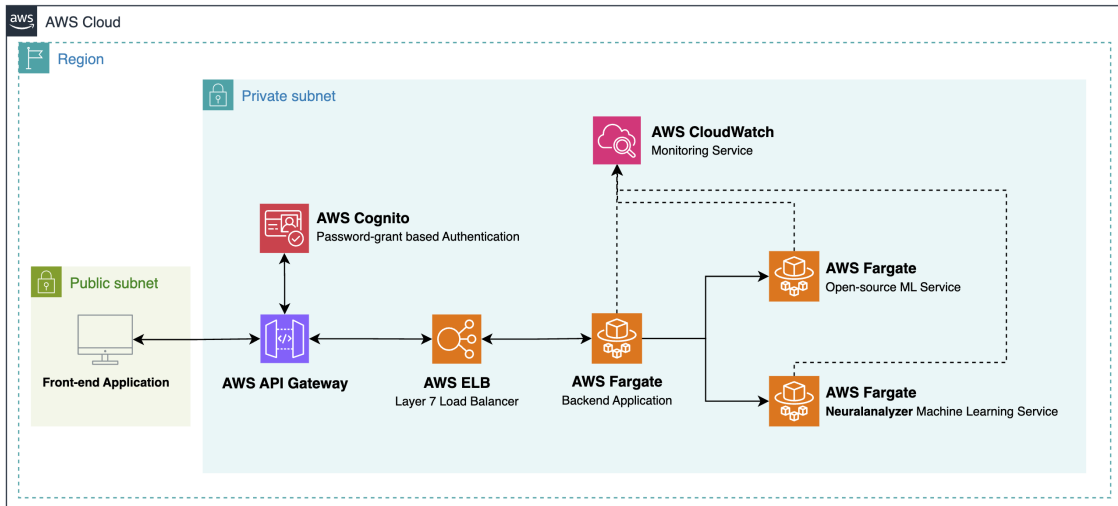 aws
AWS Cloud
Region
Private subnet
AWS CloudWatch
Monitoring Service
AWS Cognito
Password-grant based Authentication
Public subnet
AWS Fargate
Open-source ML Service
</>
Front-end Application
AWS API Gateway
AWS ELB
Layer 7 Load Balancer
AWS Fargate
Backend Application
AWS Fargate
Neuralanalyzer Machine Learning Service